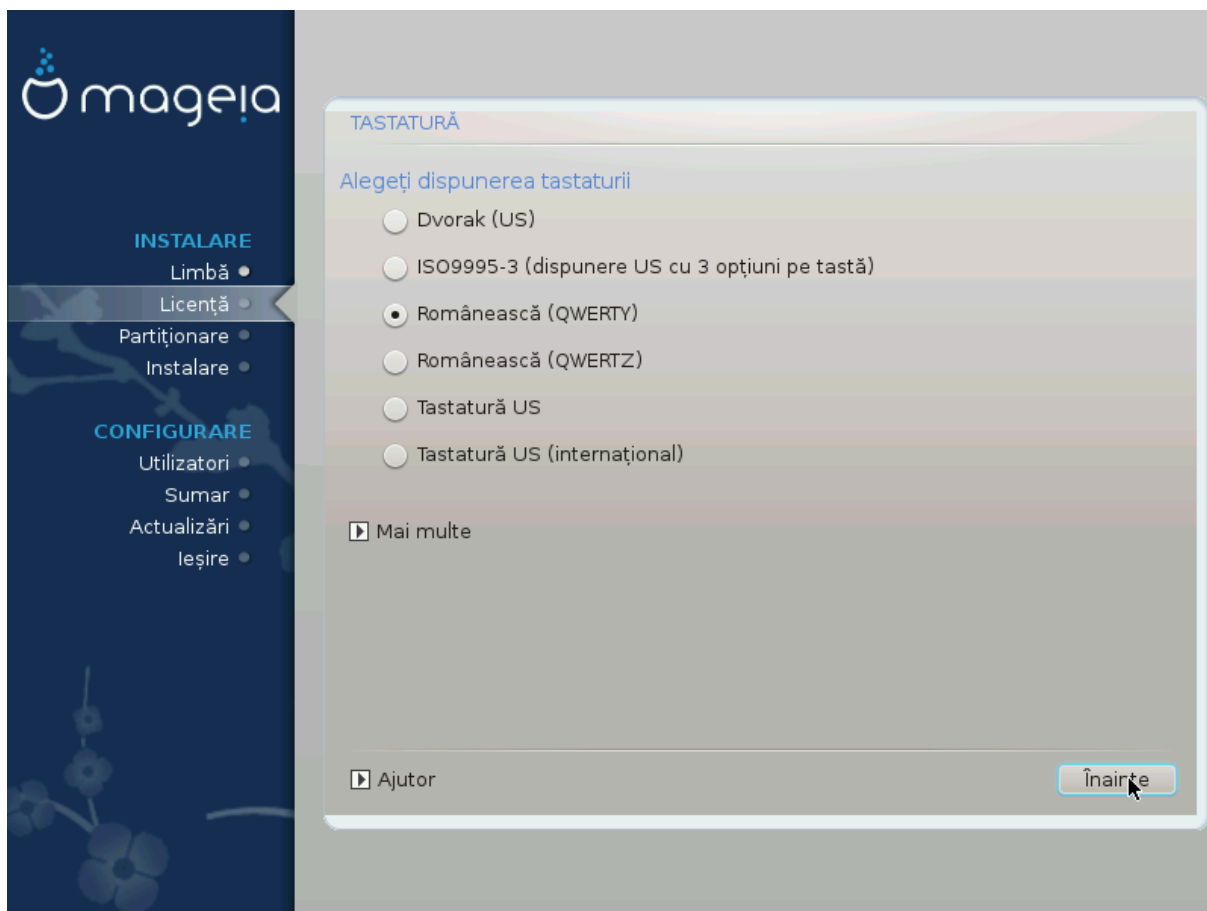 mageia
INSTALARE
Limbă
Licență
Partiționare
Instalare
CONFIGURARE
Utilizatori
Sumar
Actualizări
Ieșire
TASTATURĂ
Alegeți dispunerea tastaturii
Dvorak (US)
ISO9995-3 (dispunere US cu 3 opțiuni pe tastă)
Românească (QWERTY)
Românească (QWERTZ)
Tastatură US
Tastatură US (internațional)
Mai multe
Ajutor
Înainte